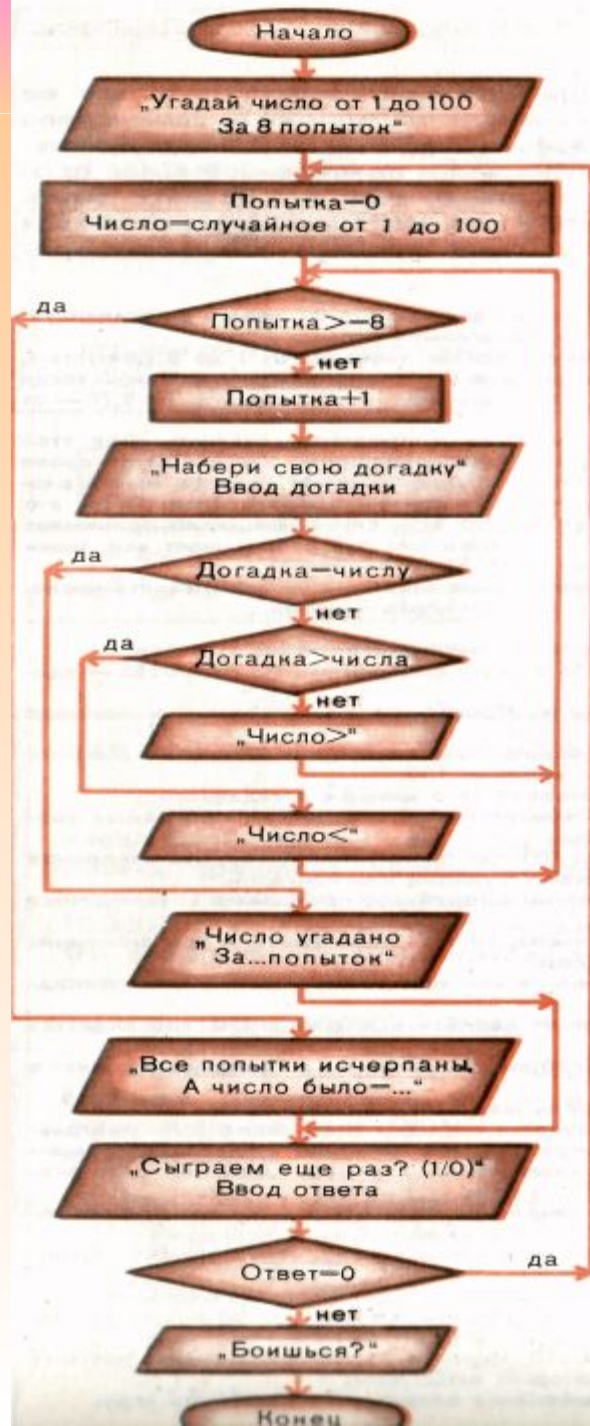 Начало
„Угадай число от 1 до 100
За 8 попыток“
Попытка=0
Число=случайное от 1 до 100
да
Попытка>=8
нет
Попытка+1
„Набери свою догадку“
Ввод догадки
да
Догадка=числу
нет
да
Догадка>числа
нет
„Число>“
„Число<“
„Число угадано
За...попыток“
„Все попытки исчерпаны,
А число было=...“
„Сыграем еще раз? (1/0)“
Ввод ответа
Ответ=0
да
нет
„Боишься?“
Конец